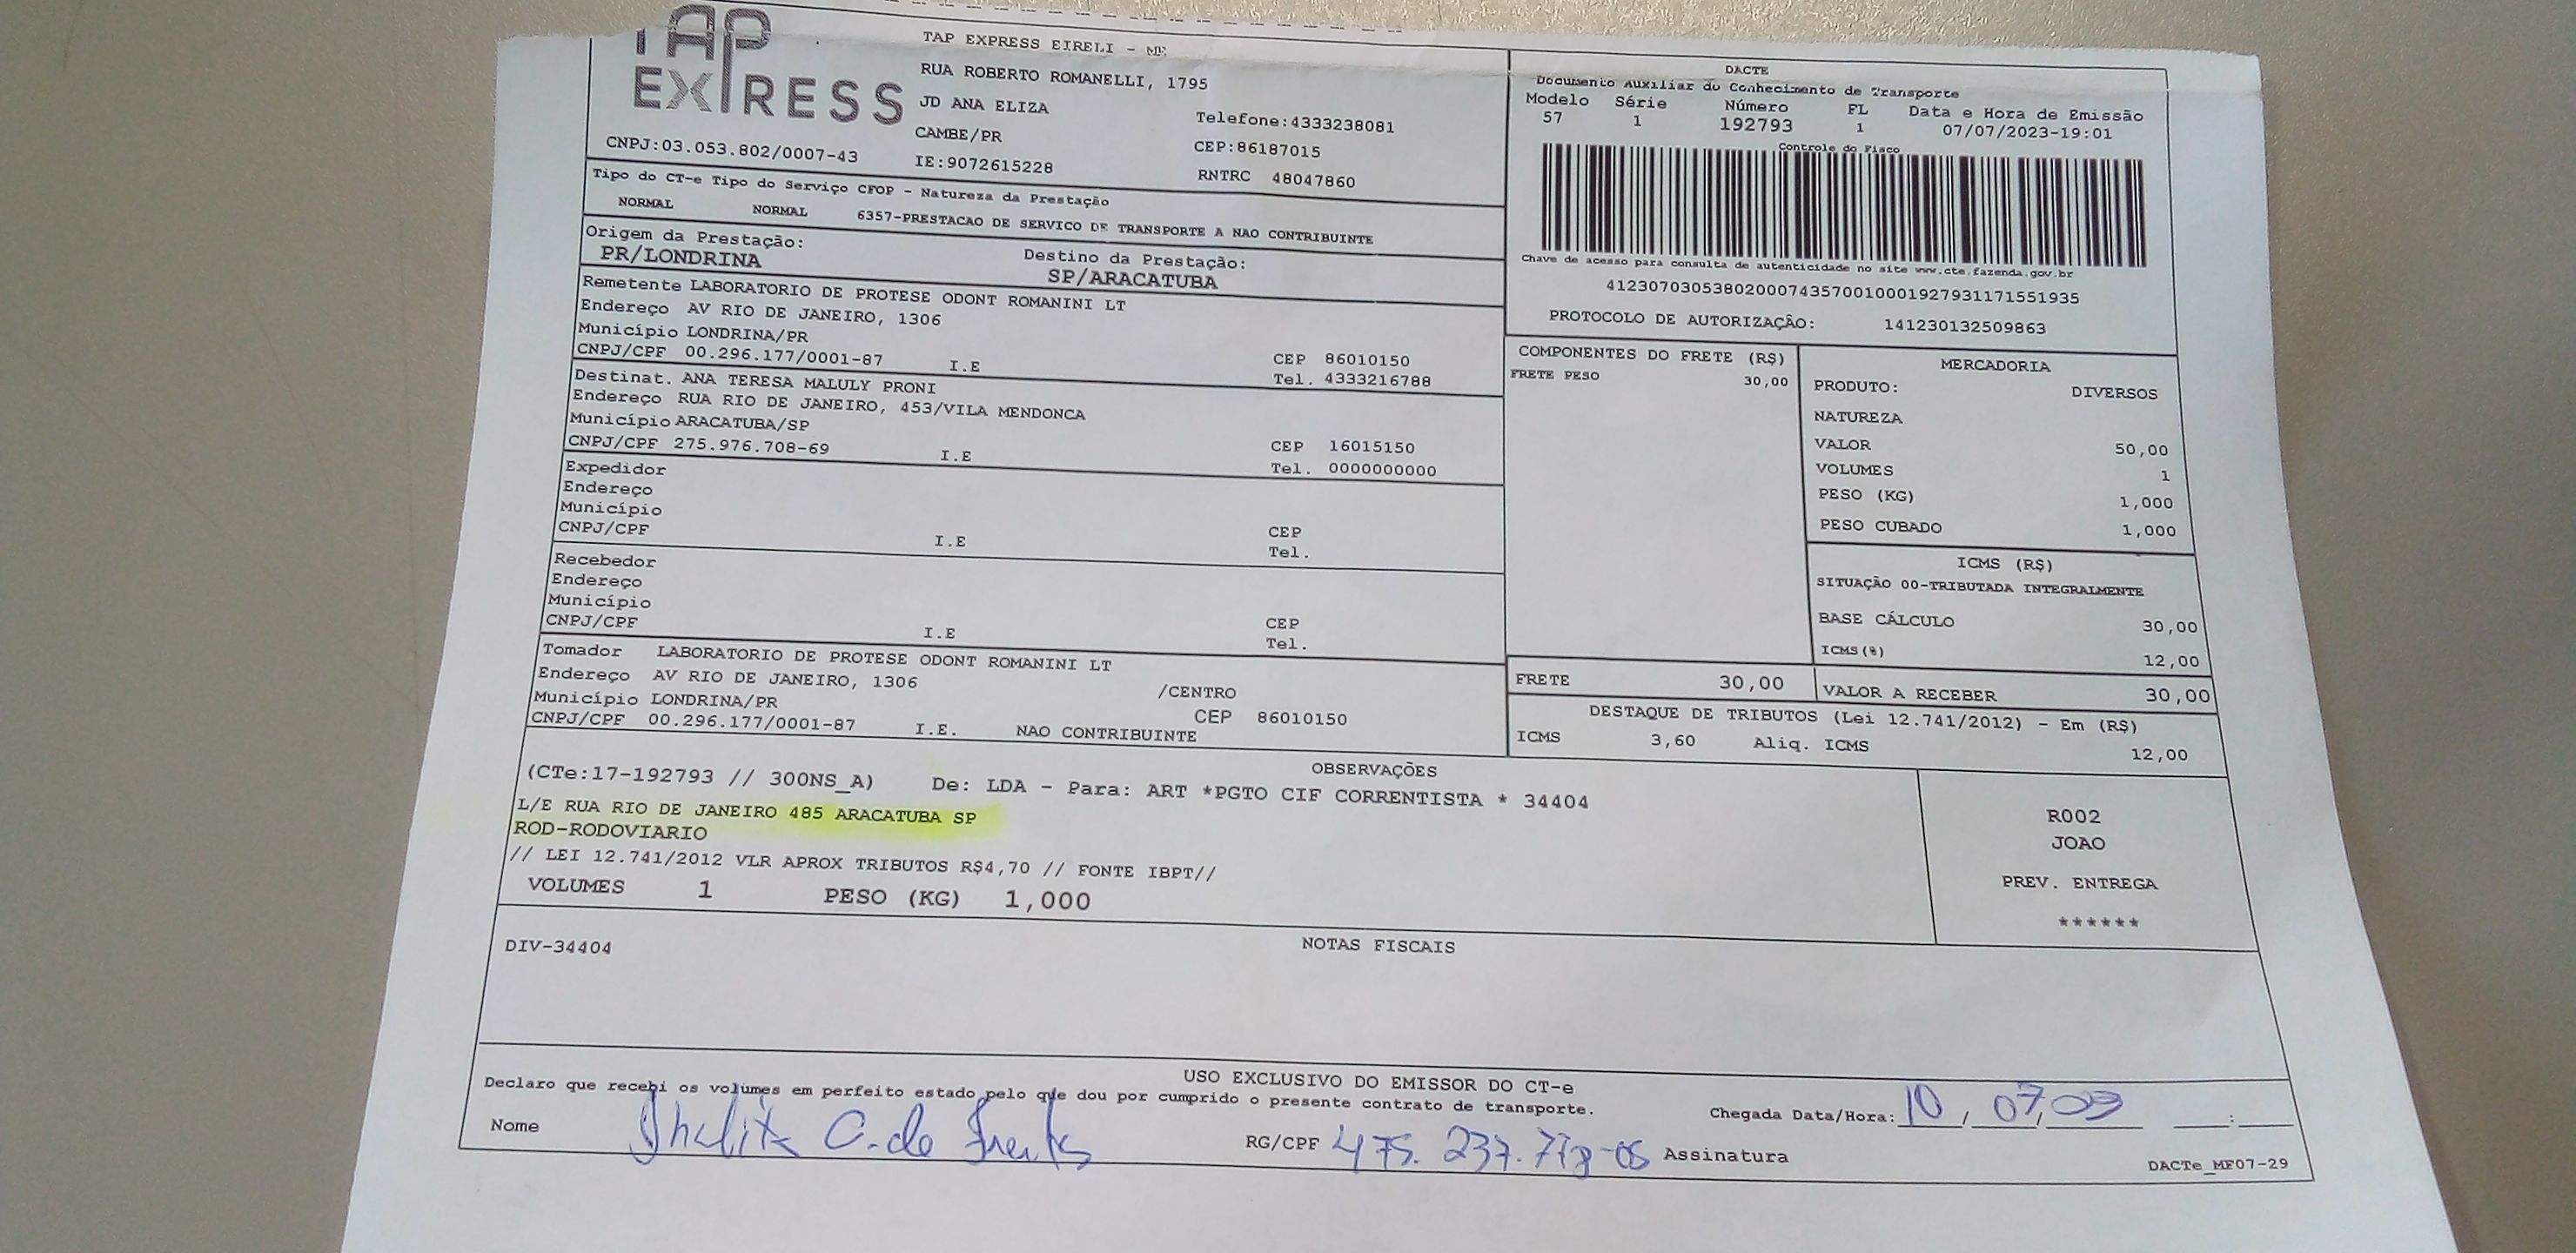 TAP
EXPRESS
TAP EXPRESS EIRELI - ME
RUA ROBERTO ROMANELLI, 1795
JD ANA ELIZA
CAMBE/PR
Telefone:4333238081
CEP:86187015
CNPJ:03.053.802/0007-43
IE:9072615228
RNTRC 48047860
DACTE
Documento Auxiliar do Conhecimento de Transporte
Modelo Série Número FL Data e Hora de Emissão
57 1 192793 1 07/07/2023-19:01
Controle do Fisco
Chave de acesso para consulta de autenticidade no site www.cte.fazenda.gov.br
41230703053802000743570010001927931171551935
PROTOCOLO DE AUTORIZAÇÃO: 141230132509863
Tipo do CT-e Tipo do Serviço CFOP - Natureza da Prestação
NORMAL NORMAL 6357-PRESTACAO DE SERVICO DE TRANSPORTE A NAO CONTRIBUINTE
Origem da Prestação: Destino da Prestação:
PR/LONDRINA SP/ARACATUBA
Remetente LABORATORIO DE PROTESE ODONT ROMANINI LT
Endereço AV RIO DE JANEIRO, 1306
Município LONDRINA/PR CEP 86010150
CNPJ/CPF 00.296.177/0001-87 I.E Tel. 4333216788
Destinat. ANA TERESA MALULY PRONI
Endereço RUA RIO DE JANEIRO, 453/VILA MENDONCA
Município ARACATUBA/SP CEP 16015150
CNPJ/CPF 275.976.708-69 I.E Tel. 0000000000
Expedidor
Endereço
Município CEP
CNPJ/CPF I.E Tel.
Recebedor
Endereço
Município CEP
CNPJ/CPF I.E Tel.
Tomador LABORATORIO DE PROTESE ODONT ROMANINI LT
Endereço AV RIO DE JANEIRO, 1306 /CENTRO
Município LONDRINA/PR CEP 86010150
CNPJ/CPF 00.296.177/0001-87 I.E. NAO CONTRIBUINTE
COMPONENTES DO FRETE (R$)
FRETE PESO 30,00
MERCADORIA
PRODUTO: DIVERSOS
NATUREZA
VALOR 50,00
VOLUMES 1
PESO (KG) 1,000
PESO CUBADO 1,000
ICMS (R$)
SITUAÇÃO 00-TRIBUTADA INTEGRALMENTE
BASE CÁLCULO 30,00
ICMS(%) 12,00
FRETE 30,00 VALOR A RECEBER 30,00
DESTAQUE DE TRIBUTOS (Lei 12.741/2012) - Em (R$)
ICMS 3,60 Aliq. ICMS 12,00
OBSERVAÇÕES
(CTe:17-192793 // 300NS_A) De: LDA - Para: ART *PGTO CIF CORRENTISTA * 34404
L/E RUA RIO DE JANEIRO 485 ARACATUBA SP
ROD-RODOVIARIO
// LEI 12.741/2012 VLR APROX TRIBUTOS R$4,70 // FONTE IBPT//
VOLUMES 1 PESO (KG) 1,000
R002
JOAO
PREV. ENTREGA
******
NOTAS FISCAIS
DIV-34404
USO EXCLUSIVO DO EMISSOR DO CT-e
Declaro que recebi os volumes em perfeito estado pelo que dou por cumprido o presente contrato de transporte.
Chegada Data/Hora: 10 / 07 / :
Nome C. de RG/CPF Assinatura
DACTe_MF07-29